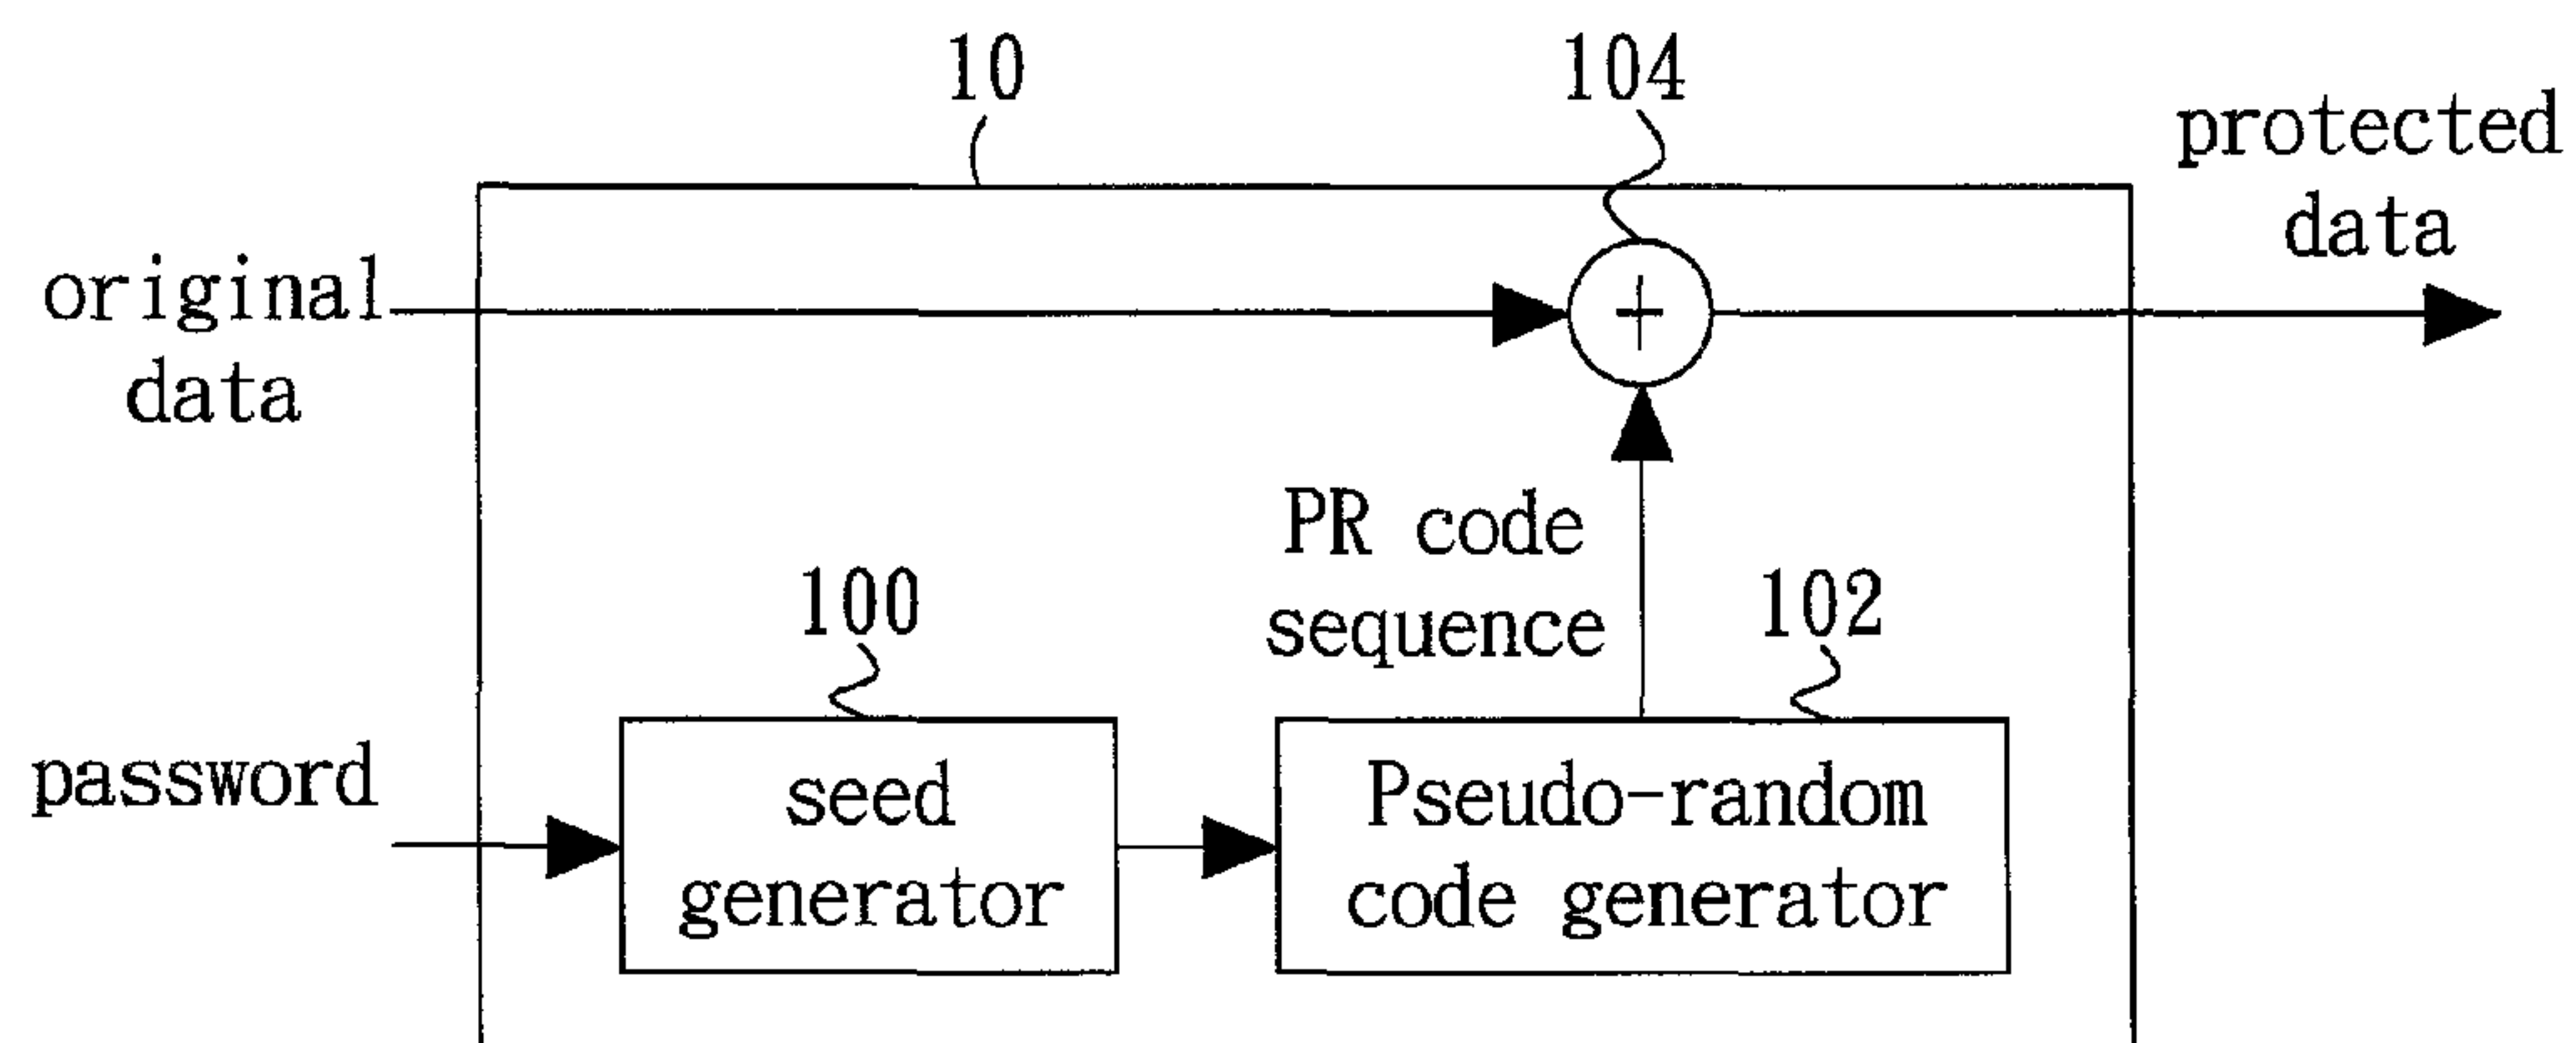 10
104
protected
data
original
data
PR code
sequence
100
102
password
seed
generator
Pseudo-random
code generator